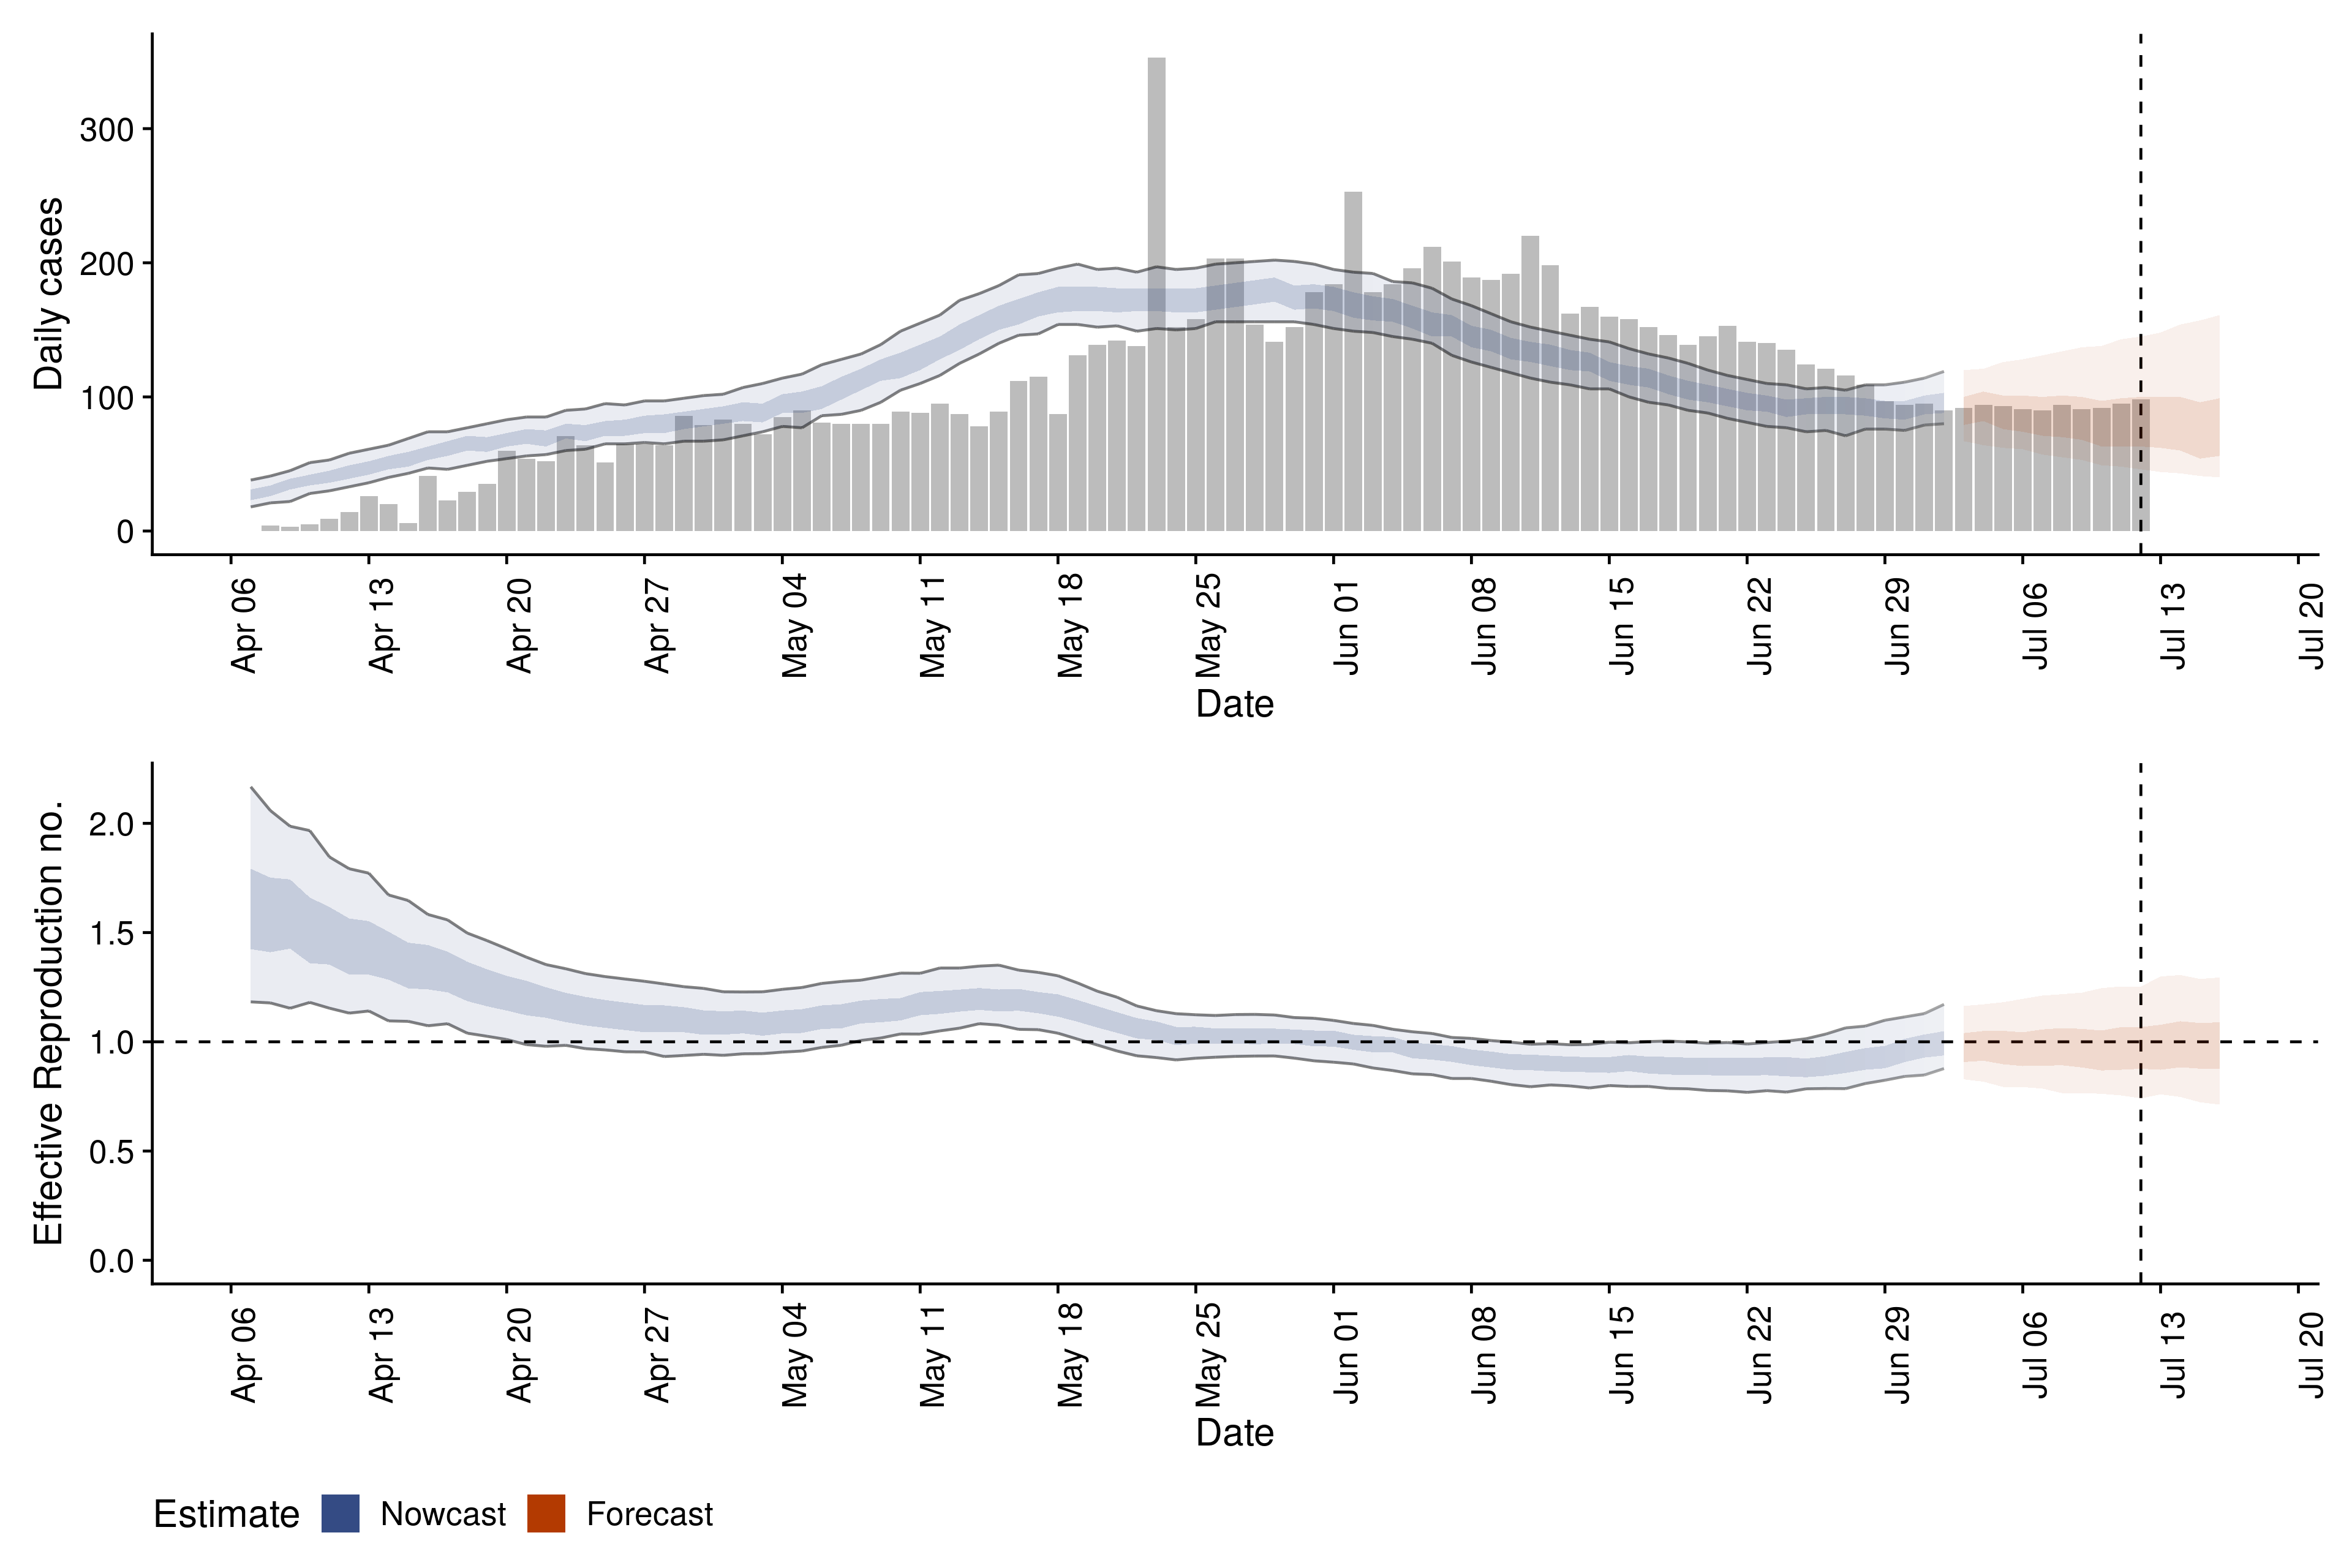 Daily cases
300
200
100
0
Apr 06
Apr 13
Apr 20
Apr 27
May 04
May 11
May 18
May 25
Jun 01
Jun 08
Jun 15
Jun 22
Jun 29
Jul 06
Jul 13
Jul 20
Date
Effective Reproduction no.
2.0
1.5
1.0
0.5
0.0
Apr 06
Apr 13
Apr 20
Apr 27
May 04
May 11
May 18
May 25
Jun 01
Jun 08
Jun 15
Jun 22
Jun 29
Jul 06
Jul 13
Jul 20
Date
Estimate Nowcast Forecast